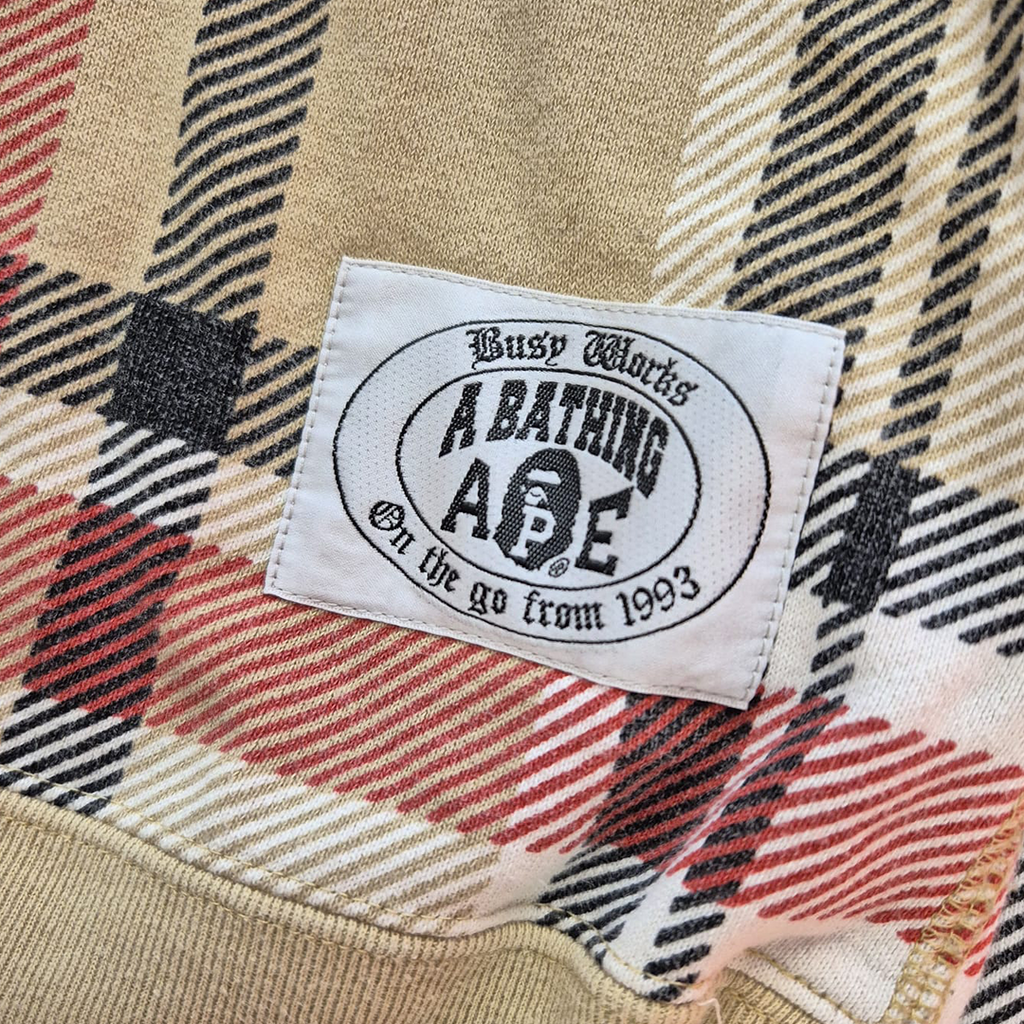 Busy Works
A BATHING
APE
®
On the go from 1993